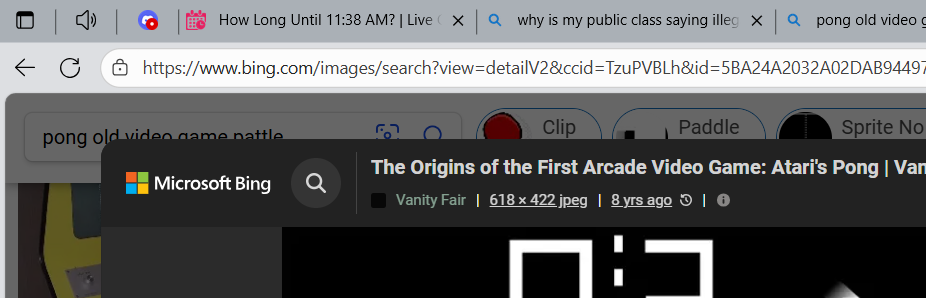 How Long Until 11:38 AM? | Live
why is my public class saying illeg
pong old video g
https://www.bing.com/images/search?view=detailV2&ccid=TzuPVBLh&id=5BA24A2032A02DAB94497
pong old video game pattle
Clip
Paddle
Sprite No
Microsoft Bing
The Origins of the First Arcade Video Game: Atari's Pong | Van
Vanity Fair | 618 × 422 jpeg | 8 yrs ago |
0:3